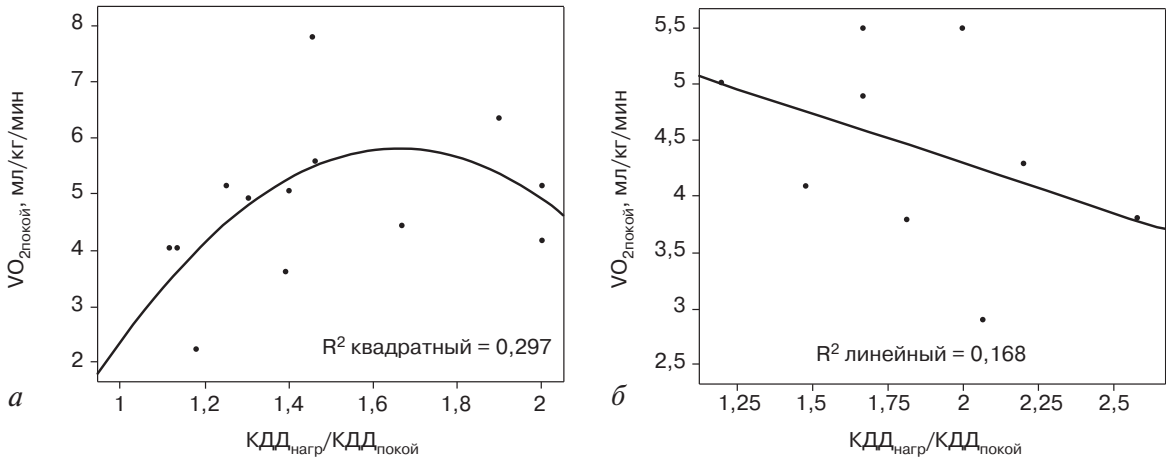 8
7
6
5
4
3
2
VO₂покой, мл/кг/мин
R² квадратный = 0,297
1 1,2 1,4 1,6 1,8 2
КДДнагр/КДДпокой
а
5,5
5
4,5
4
3,5
3
2,5
VO₂покой, мл/кг/мин
R² линейный = 0,168
1,25 1,5 1,75 2 2,25 2,5
КДДнагр/КДДпокой
б